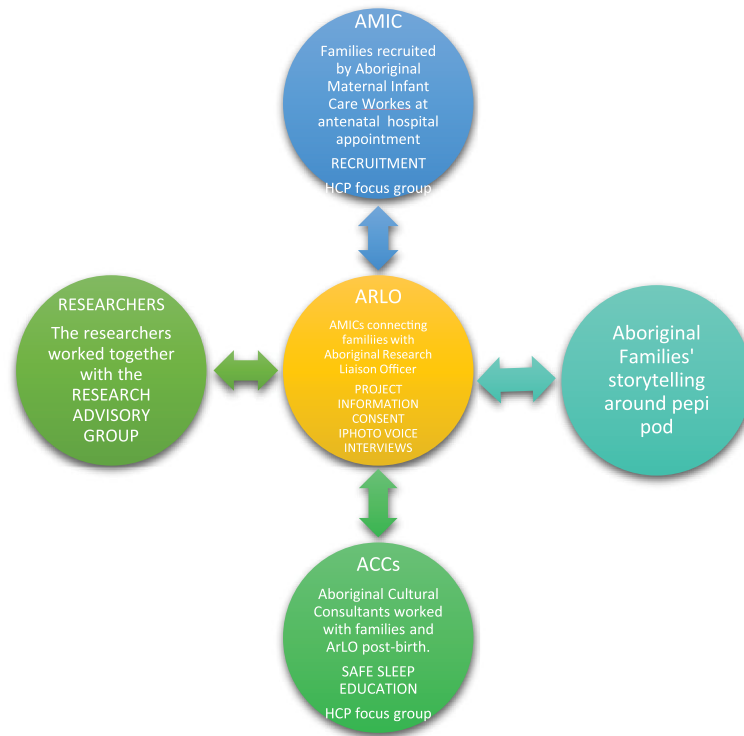 AMIC
Families recruited
by Aboriginal
Maternal Infant
Care Workes at
antenatal hospital
appointment
RECRUITMENT
HCP focus group
RESEARCHERS
The researchers
worked together
with the
RESEARCH
ADVISORY
GROUP
ARLO
AMICs connecting
familiies with
Aboriginal Research
Liaison Officer
PROJECT
INFORMATION
CONSENT
IPHOTO VOICE
INTERVIEWS
Aboriginal
Families'
storytelling
around pepi
pod
ACCs
Aboriginal Cultural
Consultants worked
with families and
ArLO post-birth.
SAFE SLEEP
EDUCATION
HCP focus group